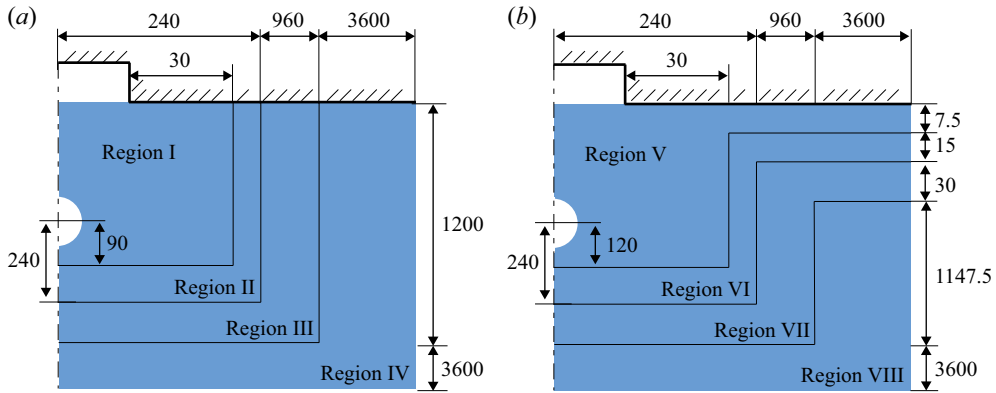 (a)
240
960
3600
30
Region I
90
240
1200
Region II
Region III
Region IV
3600
(b)
240
960
3600
30
7.5
15
Region V
30
120
240
1147.5
Region VI
Region VII
Region VIII
3600